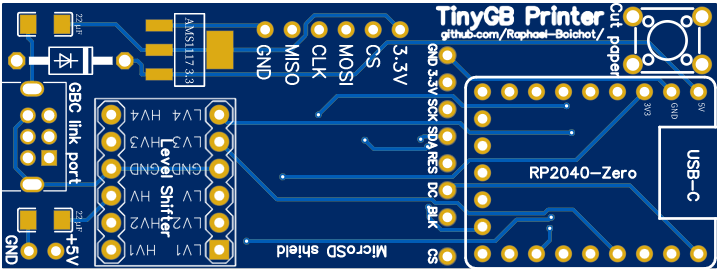 TinyGB Printer
github.com/Raphael-Boichot/
Cut paper
22uF
AMS1117 3.3
GND
MISO
CLK
MOSI
CS
3.3V
GND
3.3V
SCK
SDA
RES
DC
BLK
CS
3V3
GND
5V
RP2040-Zero
USB-C
GBC link port
Level Shifter
HV4
HV3
GND
HV
HV2
HV1
LV4
LV3
GND
LV
LV2
LV1
22uF
GND
+5V
MicroSD shield